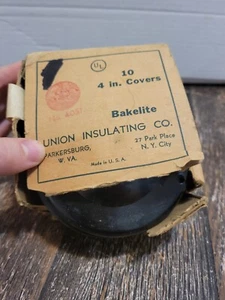 UL
10
4 in. Covers
Bakelite
UNION INSULATING CO.
PARKERSBURG,
W. VA.
27 Park Place
N. Y. City
Made in U. S. A.